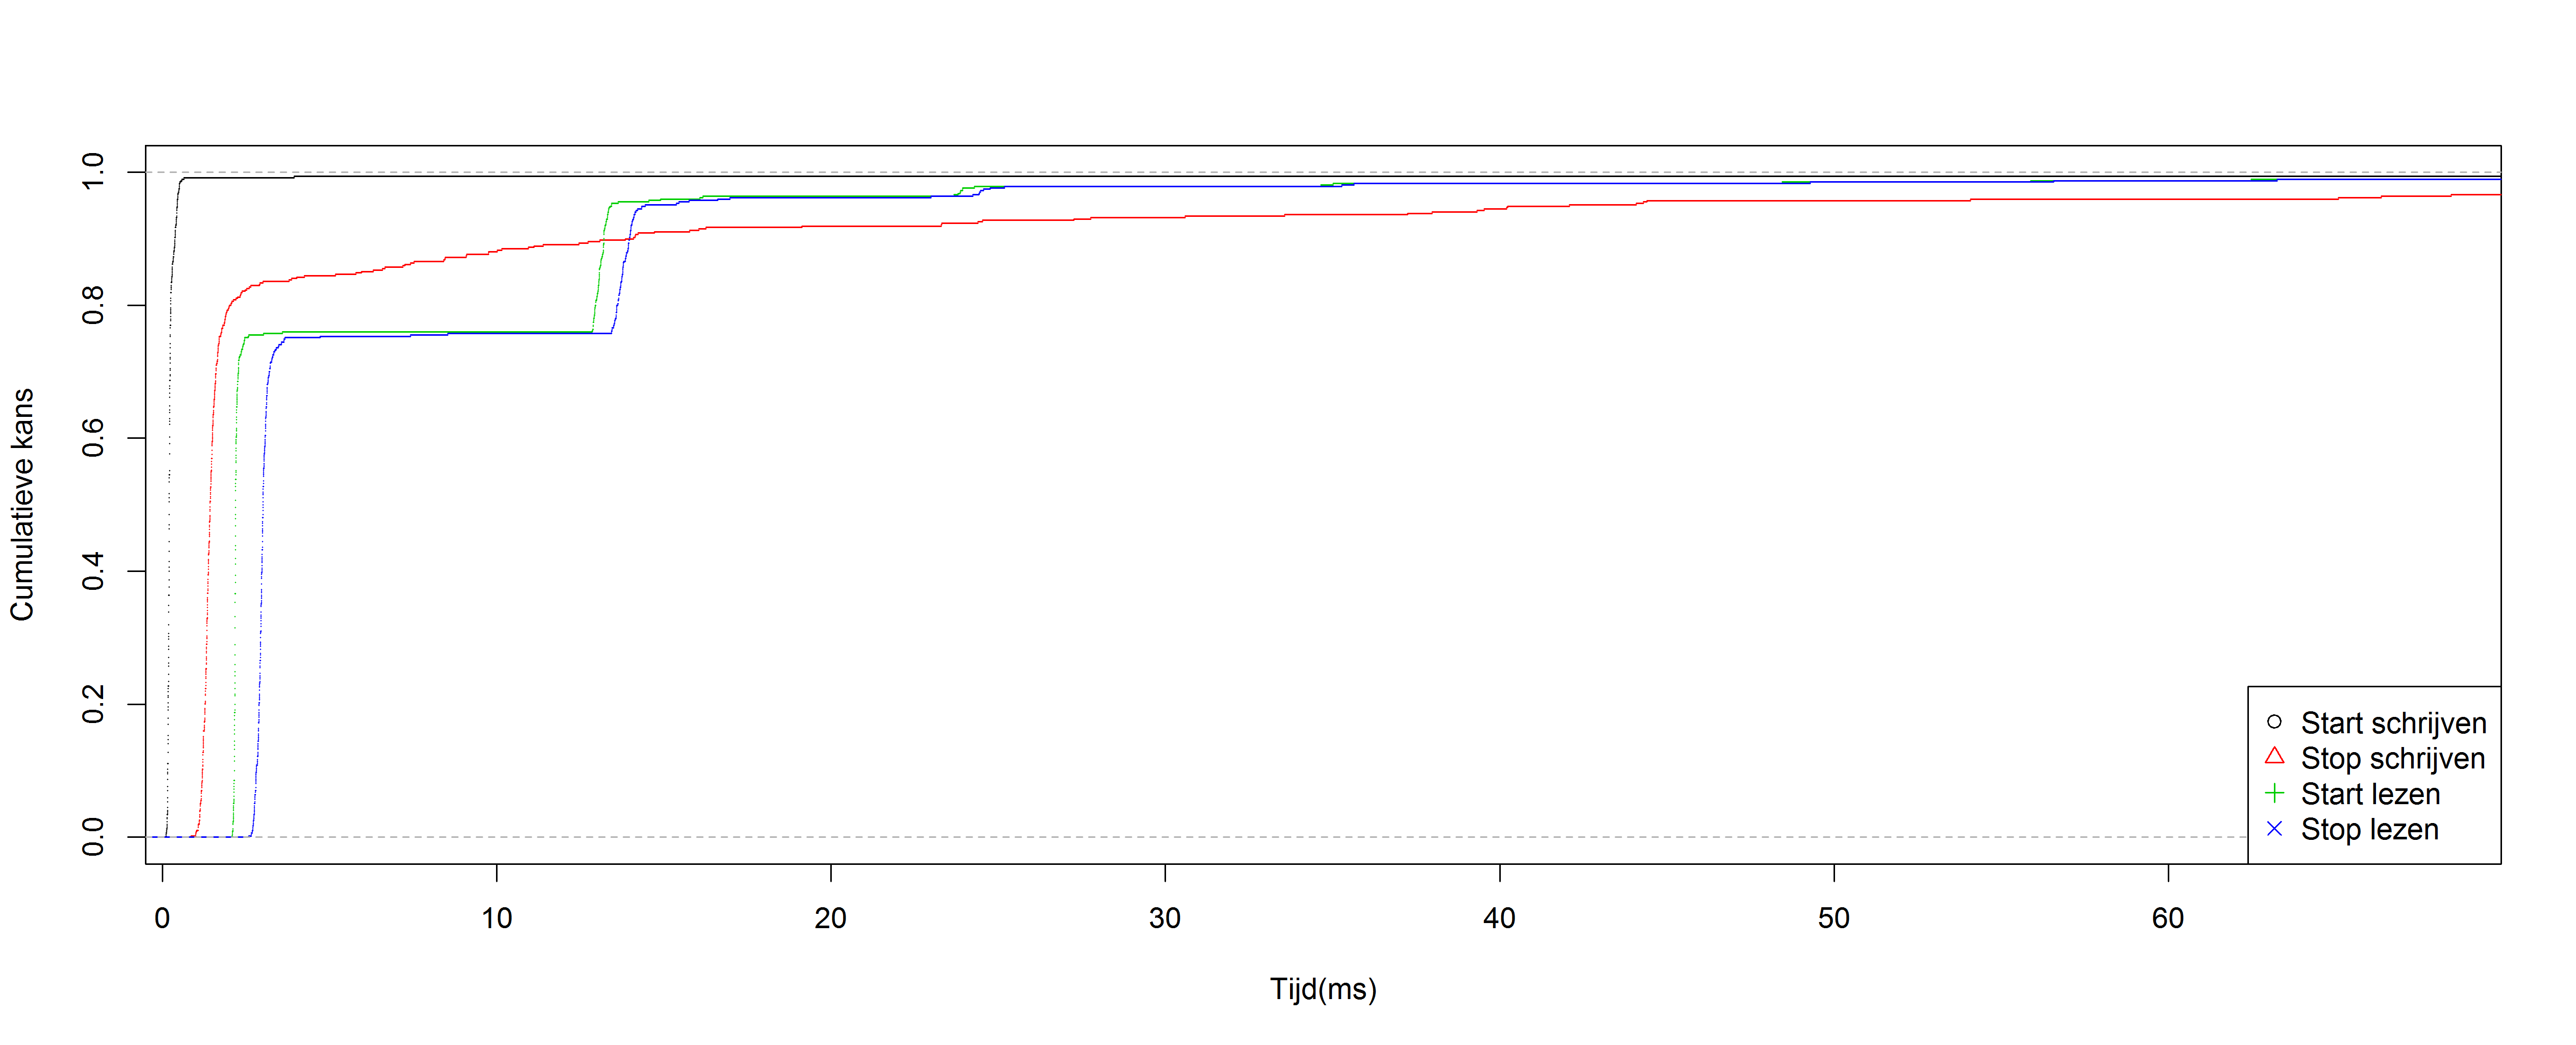 Cumulatieve kans
1.0
0.8
0.6
0.4
0.2
0.0
0 10 20 30 40 50 60
Tijd(ms)
Start schrijven
Stop schrijven
Start lezen
Stop lezen